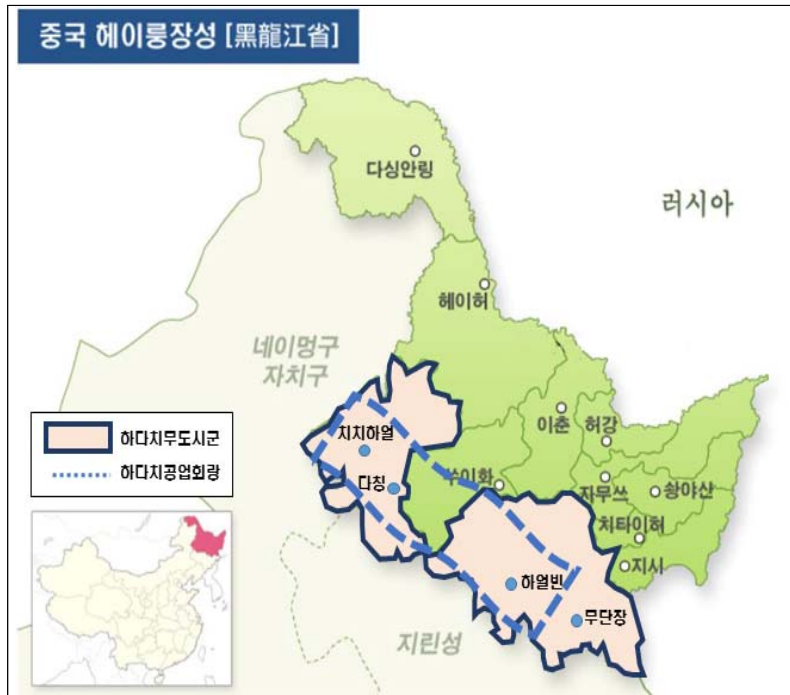 중국 헤이룽장성 [黑龍江省]
다싱안링
러시아
헤이허
네이멍구
자치구
이춘
허강
하다치무도시군
하다치공업회랑
치치하얼
다칭
쑤이화
자무쓰
솽야산
치타이허
지시
하얼빈
무단장
지린성